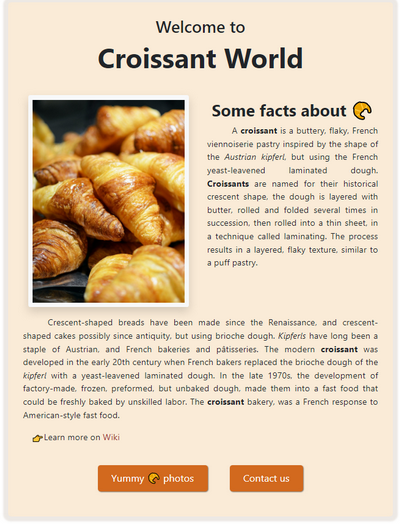 Welcome to
Croissant World
Some facts about
A croissant is a buttery, flaky, French
viennoiserie pastry inspired by the shape of
the Austrian kipferl, but using the French
yeast-leavened laminated dough.
Croissants are named for their historical
crescent shape, the dough is layered with
butter, rolled and folded several times in
succession, then rolled into a thin sheet, in
a technique called laminating. The process
results in a layered, flaky texture, similar to
a puff pastry.
Crescent-shaped breads have been made since the Renaissance, and crescent-
shaped cakes possibly since antiquity, but using brioche dough. Kipferls have long been a
staple of Austrian, and French bakeries and pâtisseries. The modern croissant was
developed in the early 20th century when French bakers replaced the brioche dough of the
kipferl with a yeast-leavened laminated dough. In the late 1970s, the development of
factory-made, frozen, preformed, but unbaked dough, made them into a fast food that
could be freshly baked by unskilled labor. The croissant bakery, was a French response to
American-style fast food.
Learn more on Wiki
Yummy photos
Contact us